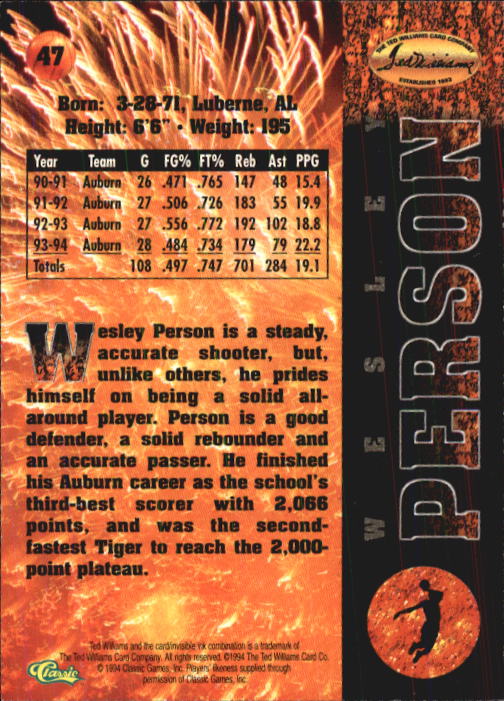 47
THE TED WILLIAMS CARD COMPANY
Ted Williams
ESTABLISHED 1993
Born: 3-28-71, Luberne, AL
Height: 6'6" • Weight: 195
Year Team G FG% FT% Reb Ast PPG
90-91 Auburn 26 .471 .765 147 48 15.4
91-92 Auburn 27 .506 .726 183 55 19.9
92-93 Auburn 27 .556 .772 192 102 18.8
93-94 Auburn 28 .484 .734 179 79 22.2
Totals 108 .497 .747 701 284 19.1
Wesley Person is a steady,
accurate shooter, but,
unlike others, he prides
himself on being a solid all-
around player. Person is a good
defender, a solid rebounder and
an accurate passer. He finished
his Auburn career as the school's
third-best scorer with 2,066
points, and was the second-
fastest Tiger to reach the 2,000-
point plateau.
WESLEY
PERSON
Classic
Ted Williams and the card/invisible ink combination is a trademark of
The Ted Williams Card Company. All rights reserved. ©1994 The Ted Williams Card Co.
© 1994 Classic Games, Inc. Players' likeness supplied through
permission of Classic Games, Inc.